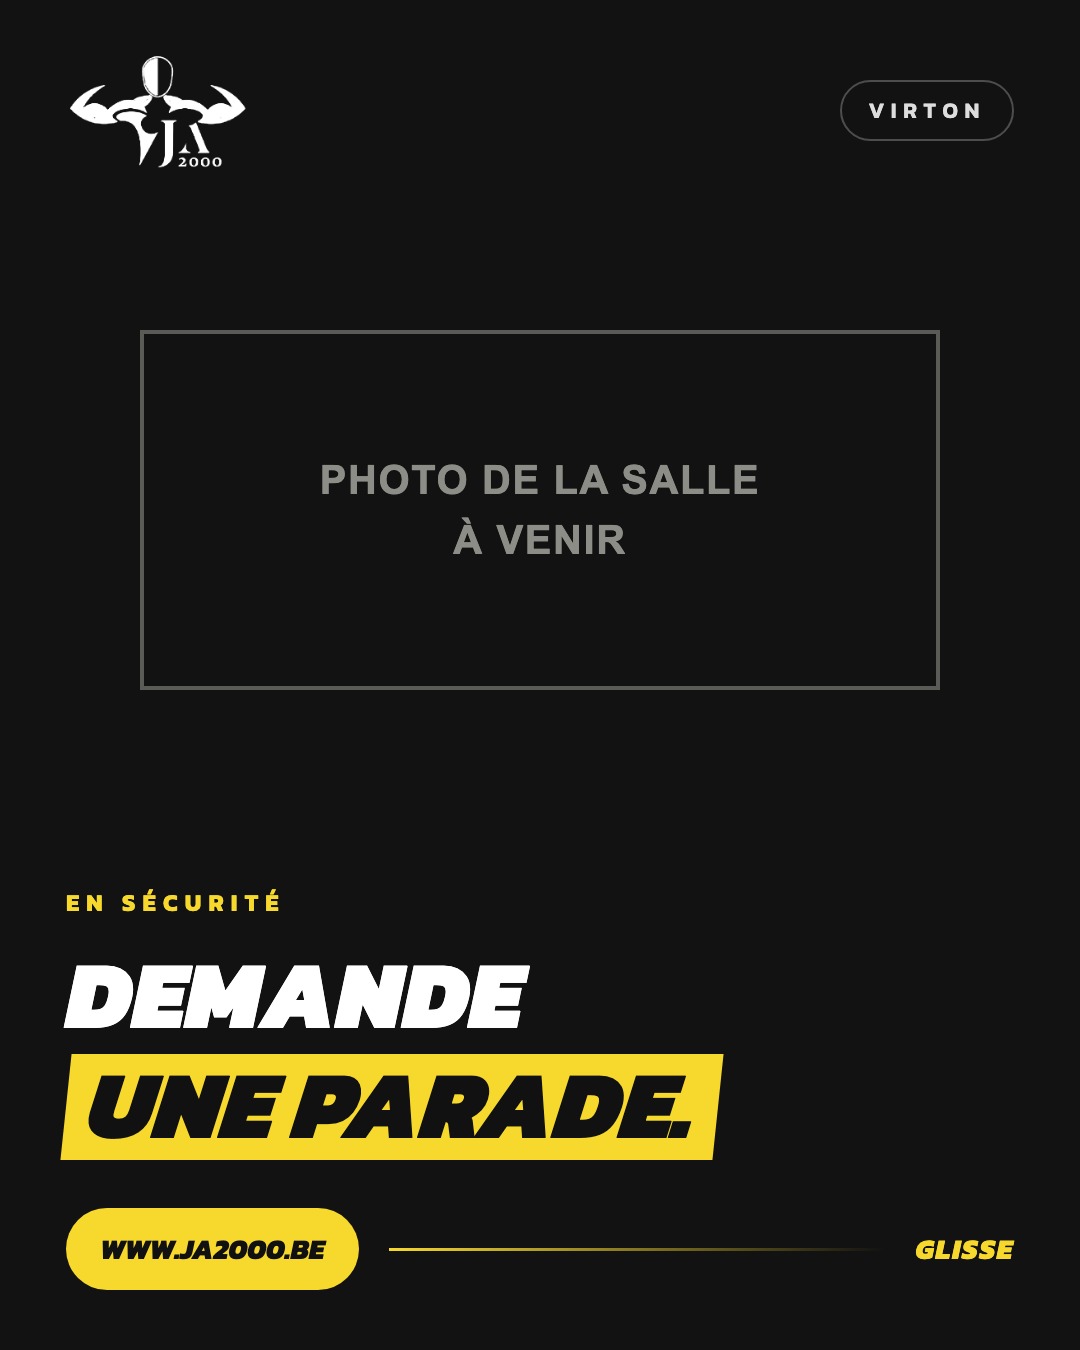 JA
2000
VIRTON
PHOTO DE LA SALLE
À VENIR
EN SÉCURITÉ
DEMANDE
UNE PARADE.
WWW.JA2000.BE
GLISSE